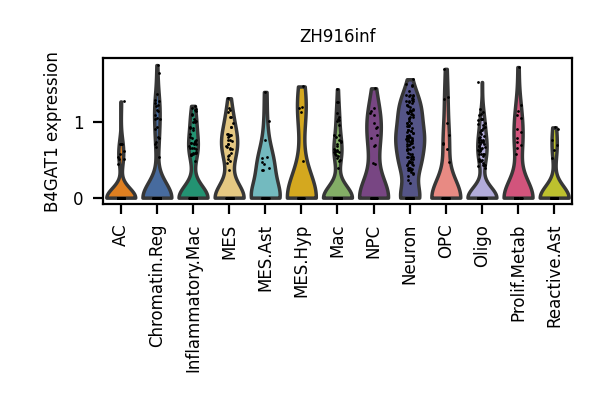 ZH916inf
B4GAT1 expression
1
0
AC
Chromatin.Reg
Inflammatory.Mac
MES
MES.Ast
MES.Hyp
Mac
NPC
Neuron
OPC
Oligo
Prolif.Metab
Reactive.Ast